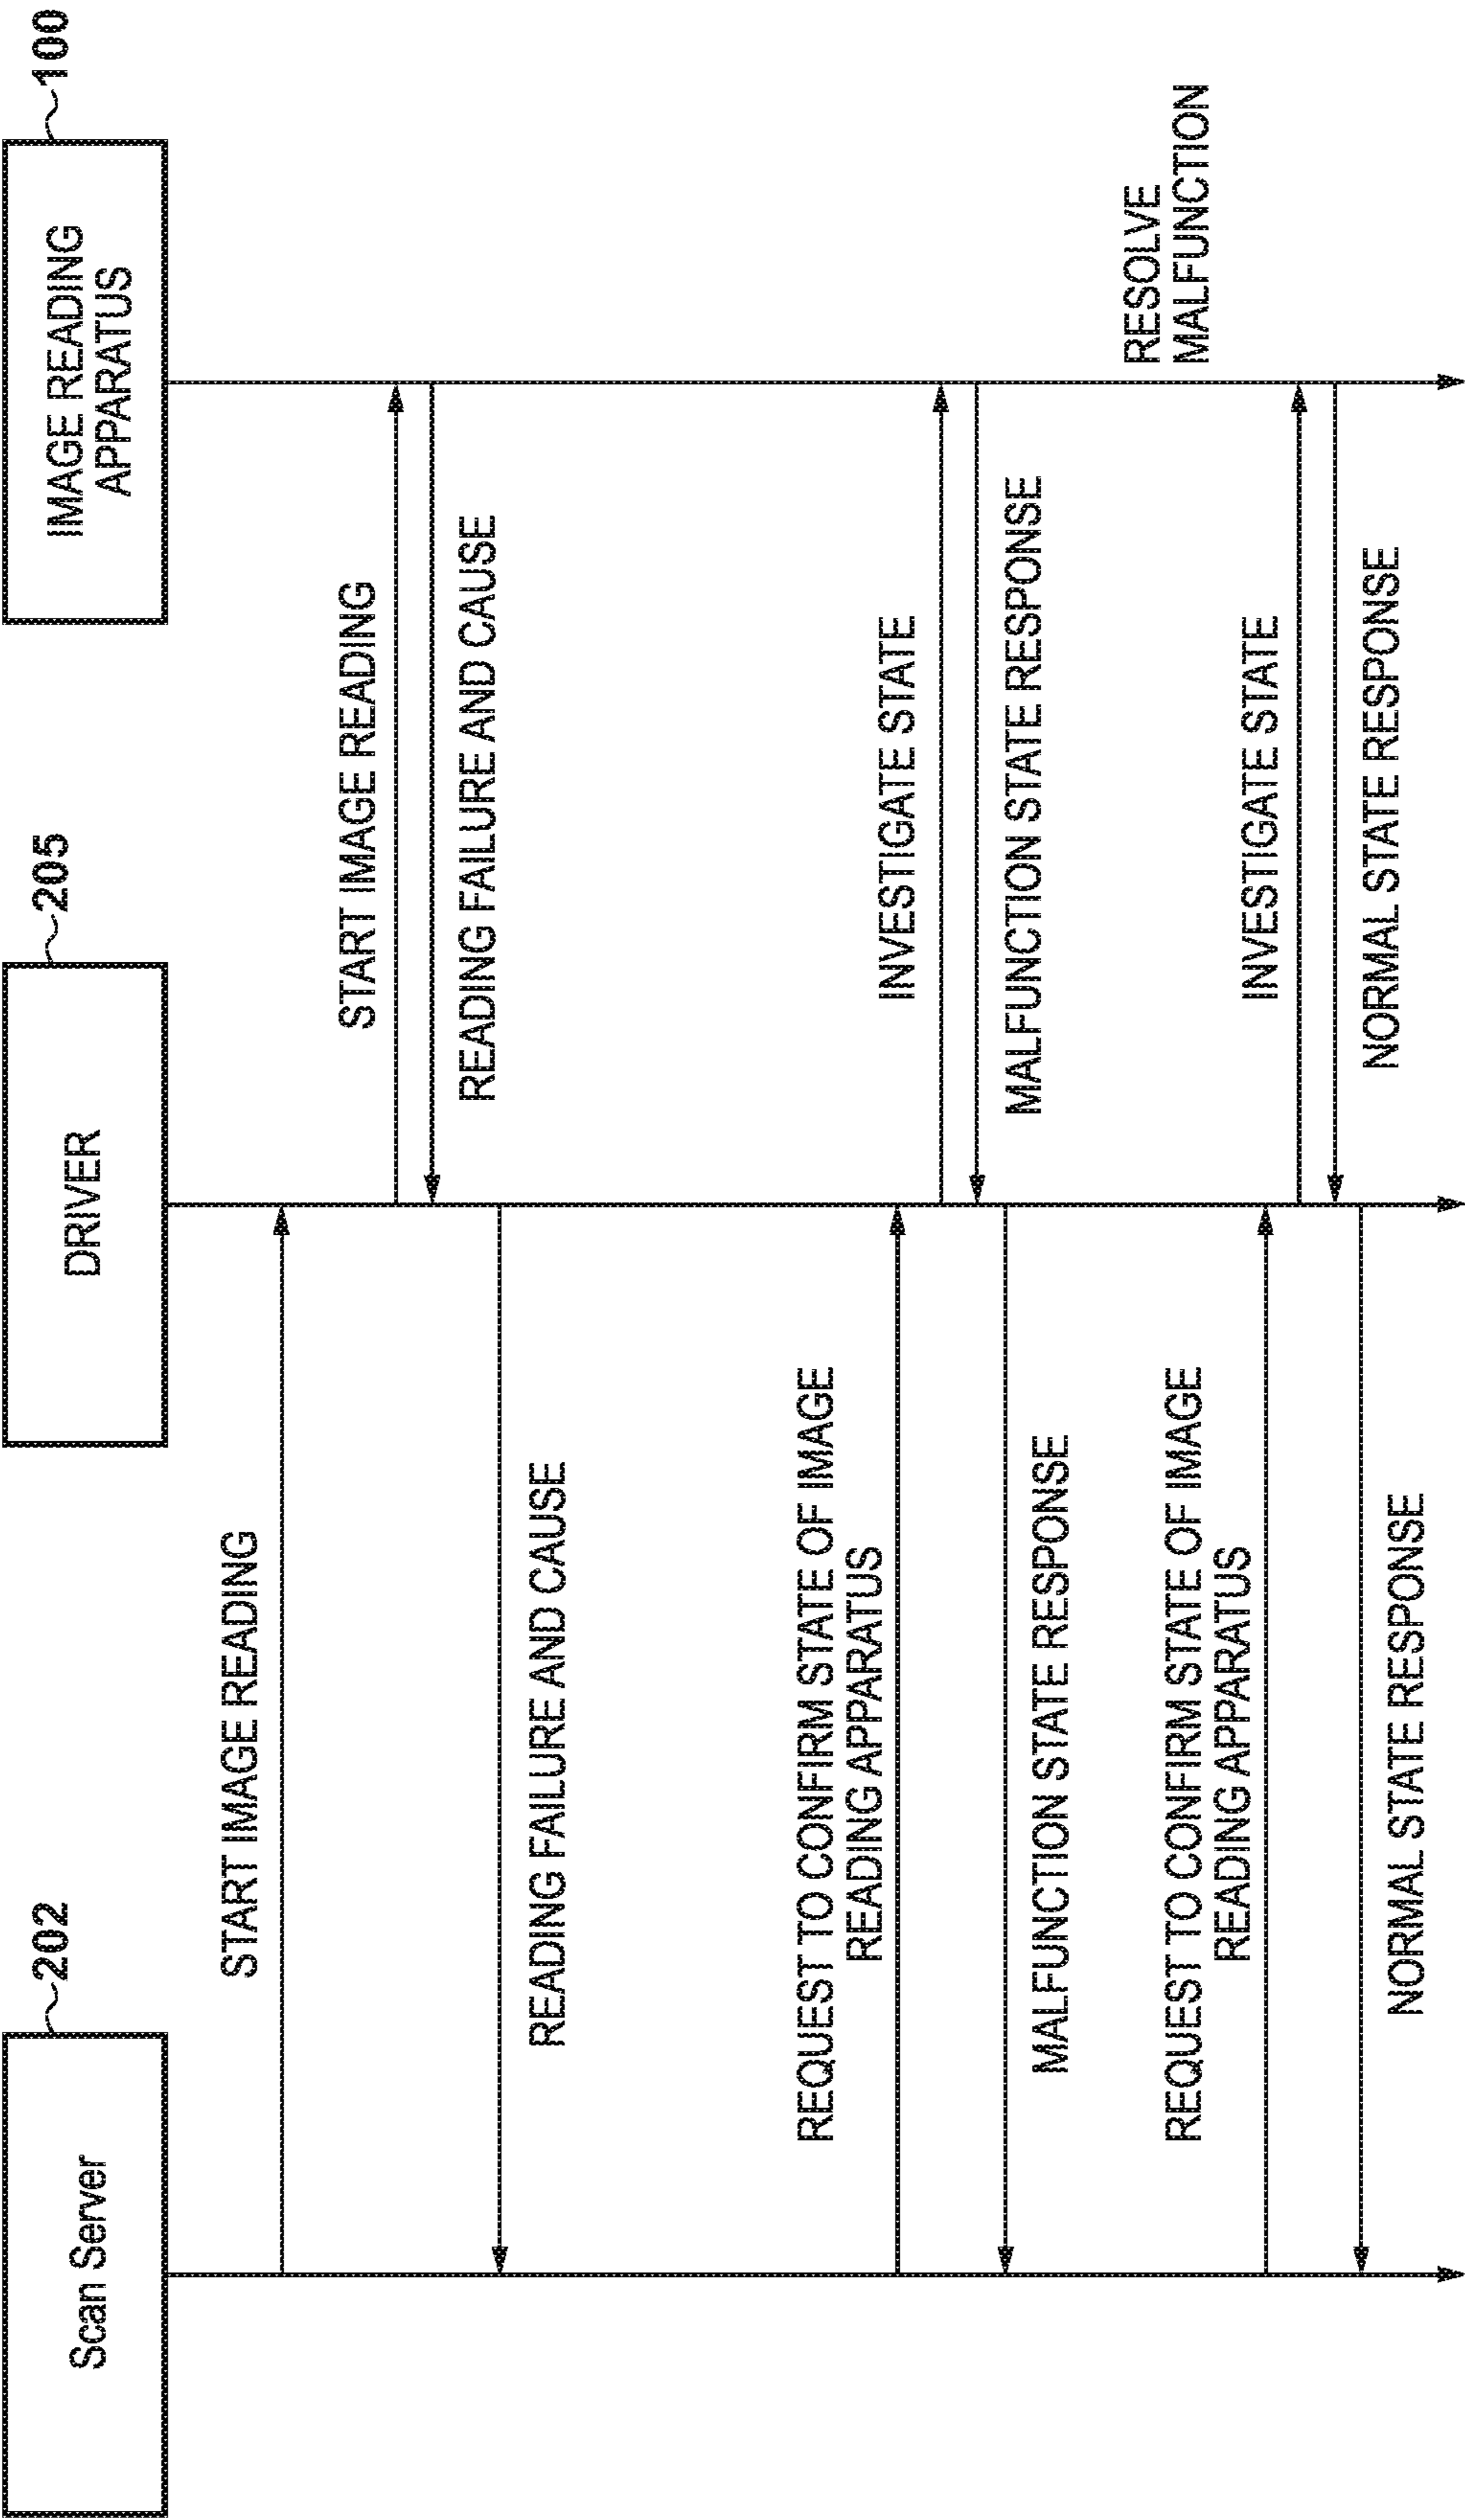 Scan Server
202
DRIVER
205
IMAGE READING
APPARATUS
100
START IMAGE READING
START IMAGE READING
READING FAILURE AND CAUSE
READING FAILURE AND CAUSE
REQUEST TO CONFIRM STATE OF IMAGE
READING APPARATUS
INVESTIGATE STATE
MALFUNCTION STATE RESPONSE
MALFUNCTION STATE RESPONSE
RESOLVE
MALFUNCTION
REQUEST TO CONFIRM STATE OF IMAGE
READING APPARATUS
INVESTIGATE STATE
NORMAL STATE RESPONSE
NORMAL STATE RESPONSE